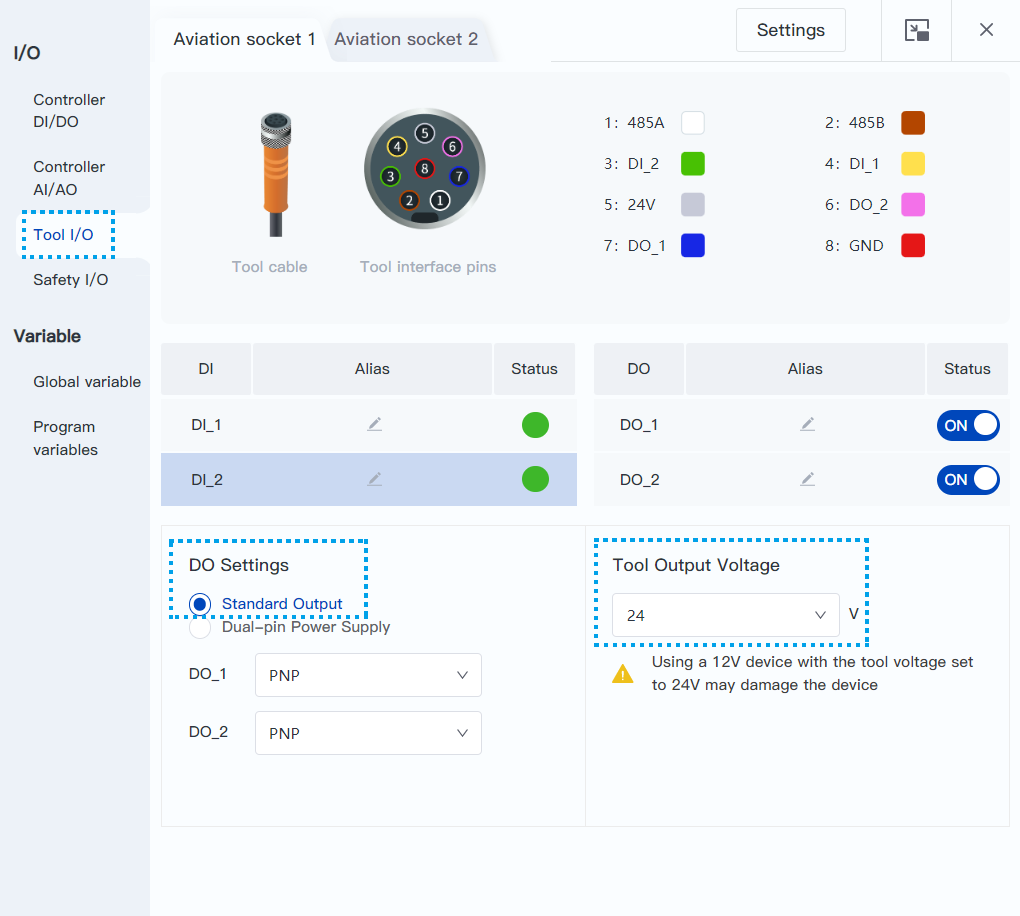 I/O
Controller
DI/DO
Controller
AI/AO
Tool I/O
Safety I/O
Variable
Global variable
Program
variables
Aviation socket 1
Aviation socket 2
Settings
5
4
6
8
3
7
2
1
Tool cable
Tool interface pins
1: 485A
2: 485B
3: DI_2
4: DI_1
5: 24V
6: DO_2
7: DO_1
8: GND
DI Alias Status
DI_1
DI_2
DO Alias Status
DO_1 ON
DO_2 ON
DO Settings
Standard Output
Dual-pin Power Supply
DO_1 PNP
DO_2 PNP
Tool Output Voltage
24 V
Using a 12V device with the tool voltage set
to 24V may damage the device